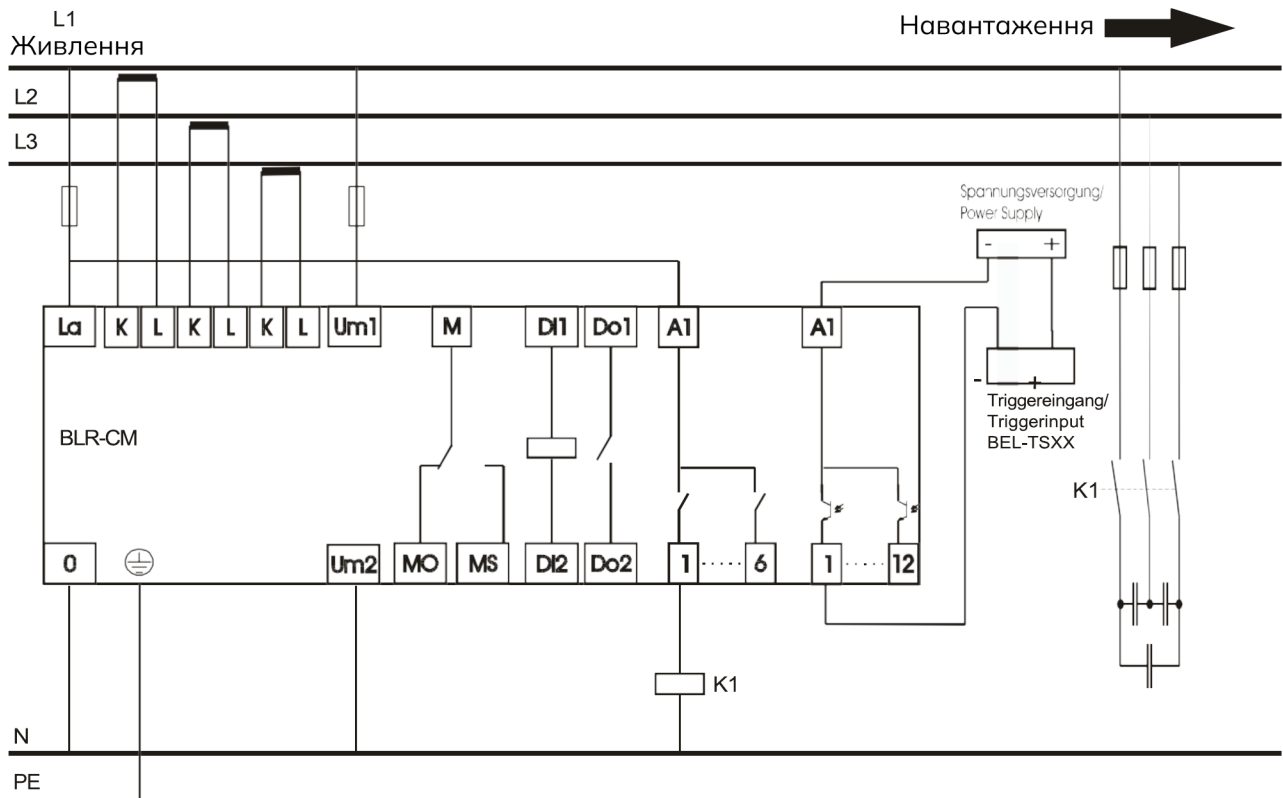 L1
Живлення
Навантаження
L2
L3
Spannungsversorgung/
Power Supply
- +
La K L K L K L Um1 M DI1 Do1 A1 A1
- +
Triggereingang/
Triggerinput
BEL-TSXX
BLR-CM
K1
0 Um2 MO MS DI2 Do2 1 ...... 6 1 ...... 12
K1
N
PE